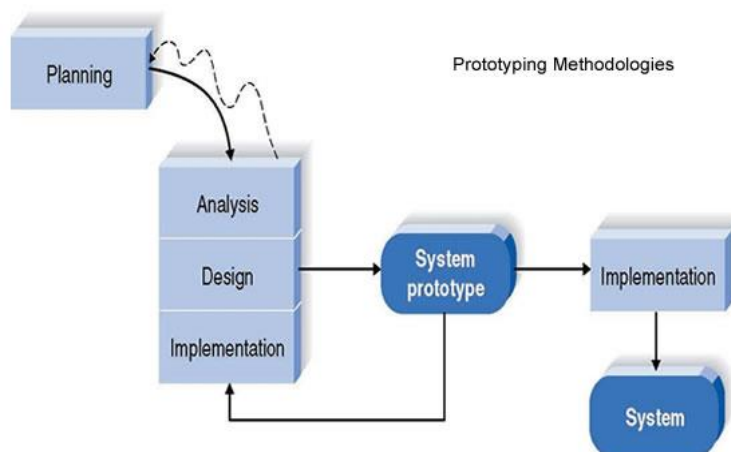 Prototyping Methodologies
Planning
Analysis
Design
Implementation
System
prototype
Implementation
System